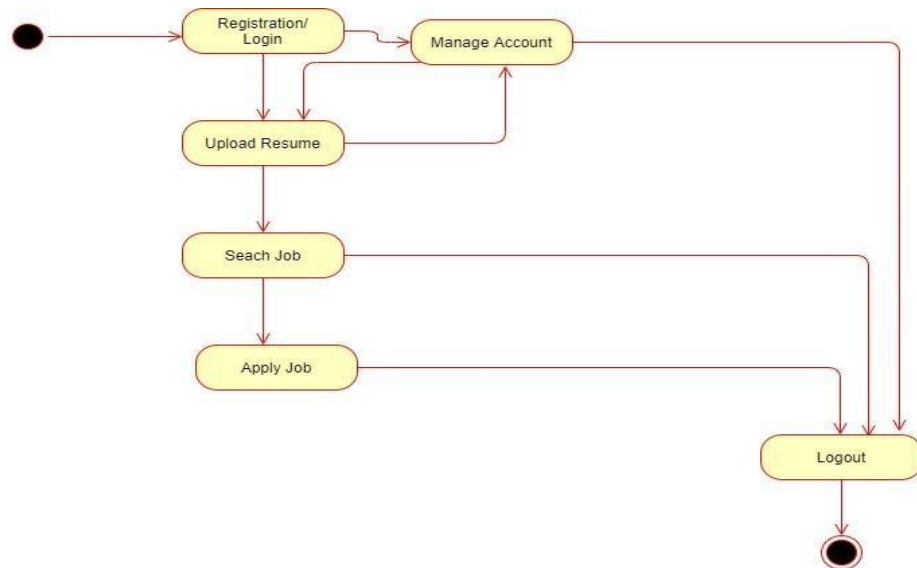 Registration/
Login
Manage Account
Upload Resume
Seach Job
Apply Job
Logout